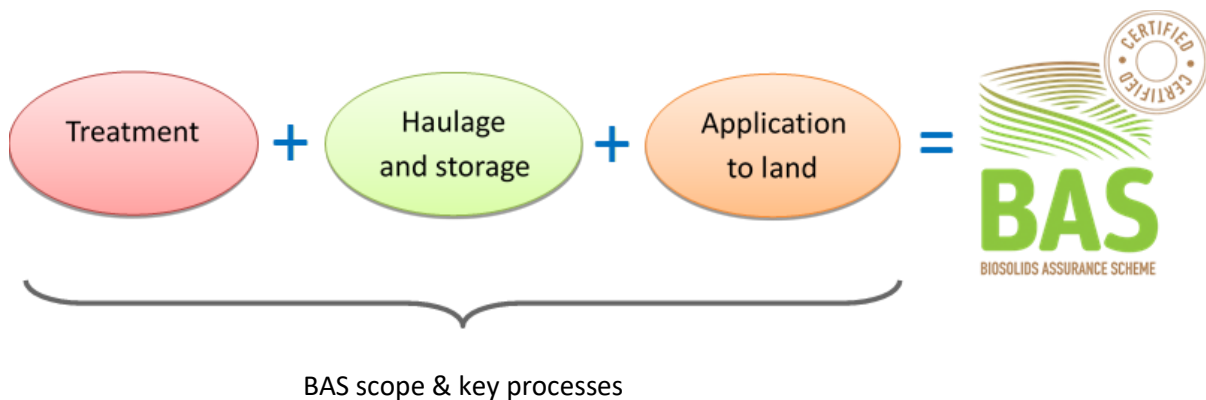 CERTIFIED • CERTIFIED •
Treatment
+
Haulage
and storage
+
Application
to land
=
BAS
BIOSOLIDS ASSURANCE SCHEME
BAS scope & key processes